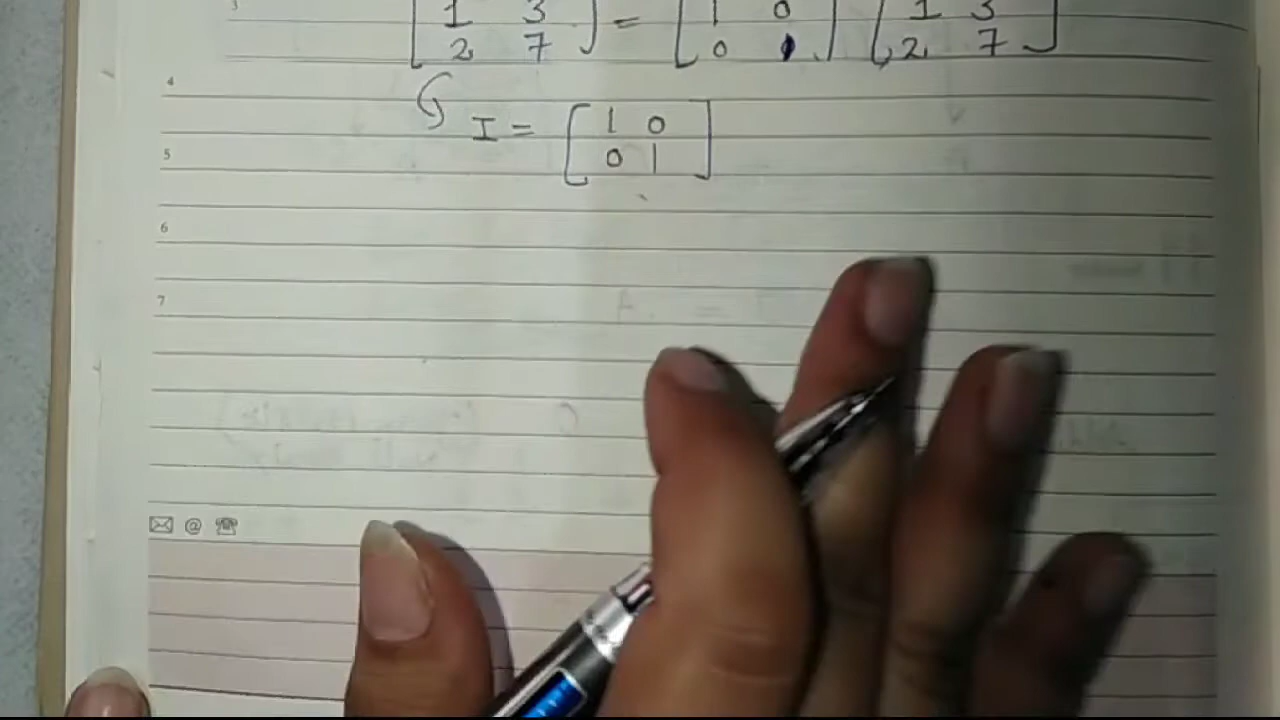 3
[1 3] = [1 0] [1 3]
[2 7] [0 1] [2 7]
4
I = [1 0]
5
[0 1]
6
7
@